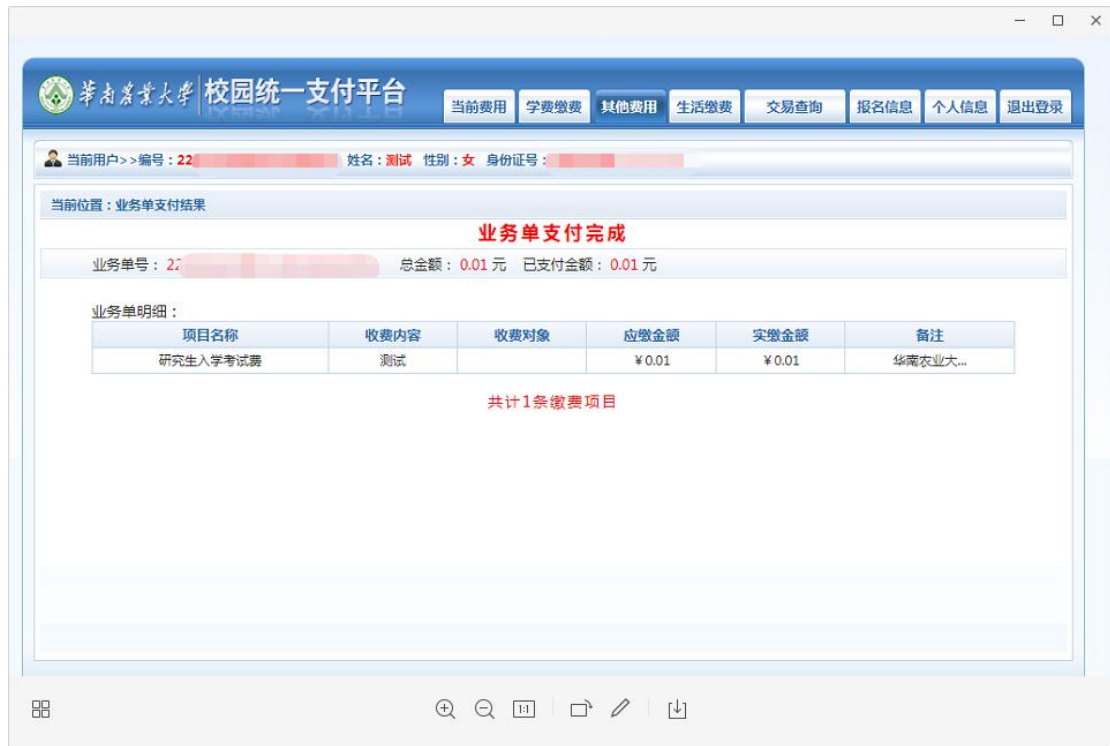 华南农业大学 校园统一支付平台
当前费用 学费缴费 其他费用 生活缴费 交易查询 报名信息 个人信息 退出登录
当前用户>>编号：22 姓名：测试 性别：女 身份证号：
当前位置：业务单支付结果
业务单支付完成
业务单号： 22 总金额： 0.01 元 已支付金额： 0.01 元
业务单明细：
项目名称 收费内容 收费对象 应缴金额 实缴金额 备注
研究生入学考试费 测试 ¥0.01 ¥0.01 华南农业大...
共计1条缴费项目
1:1